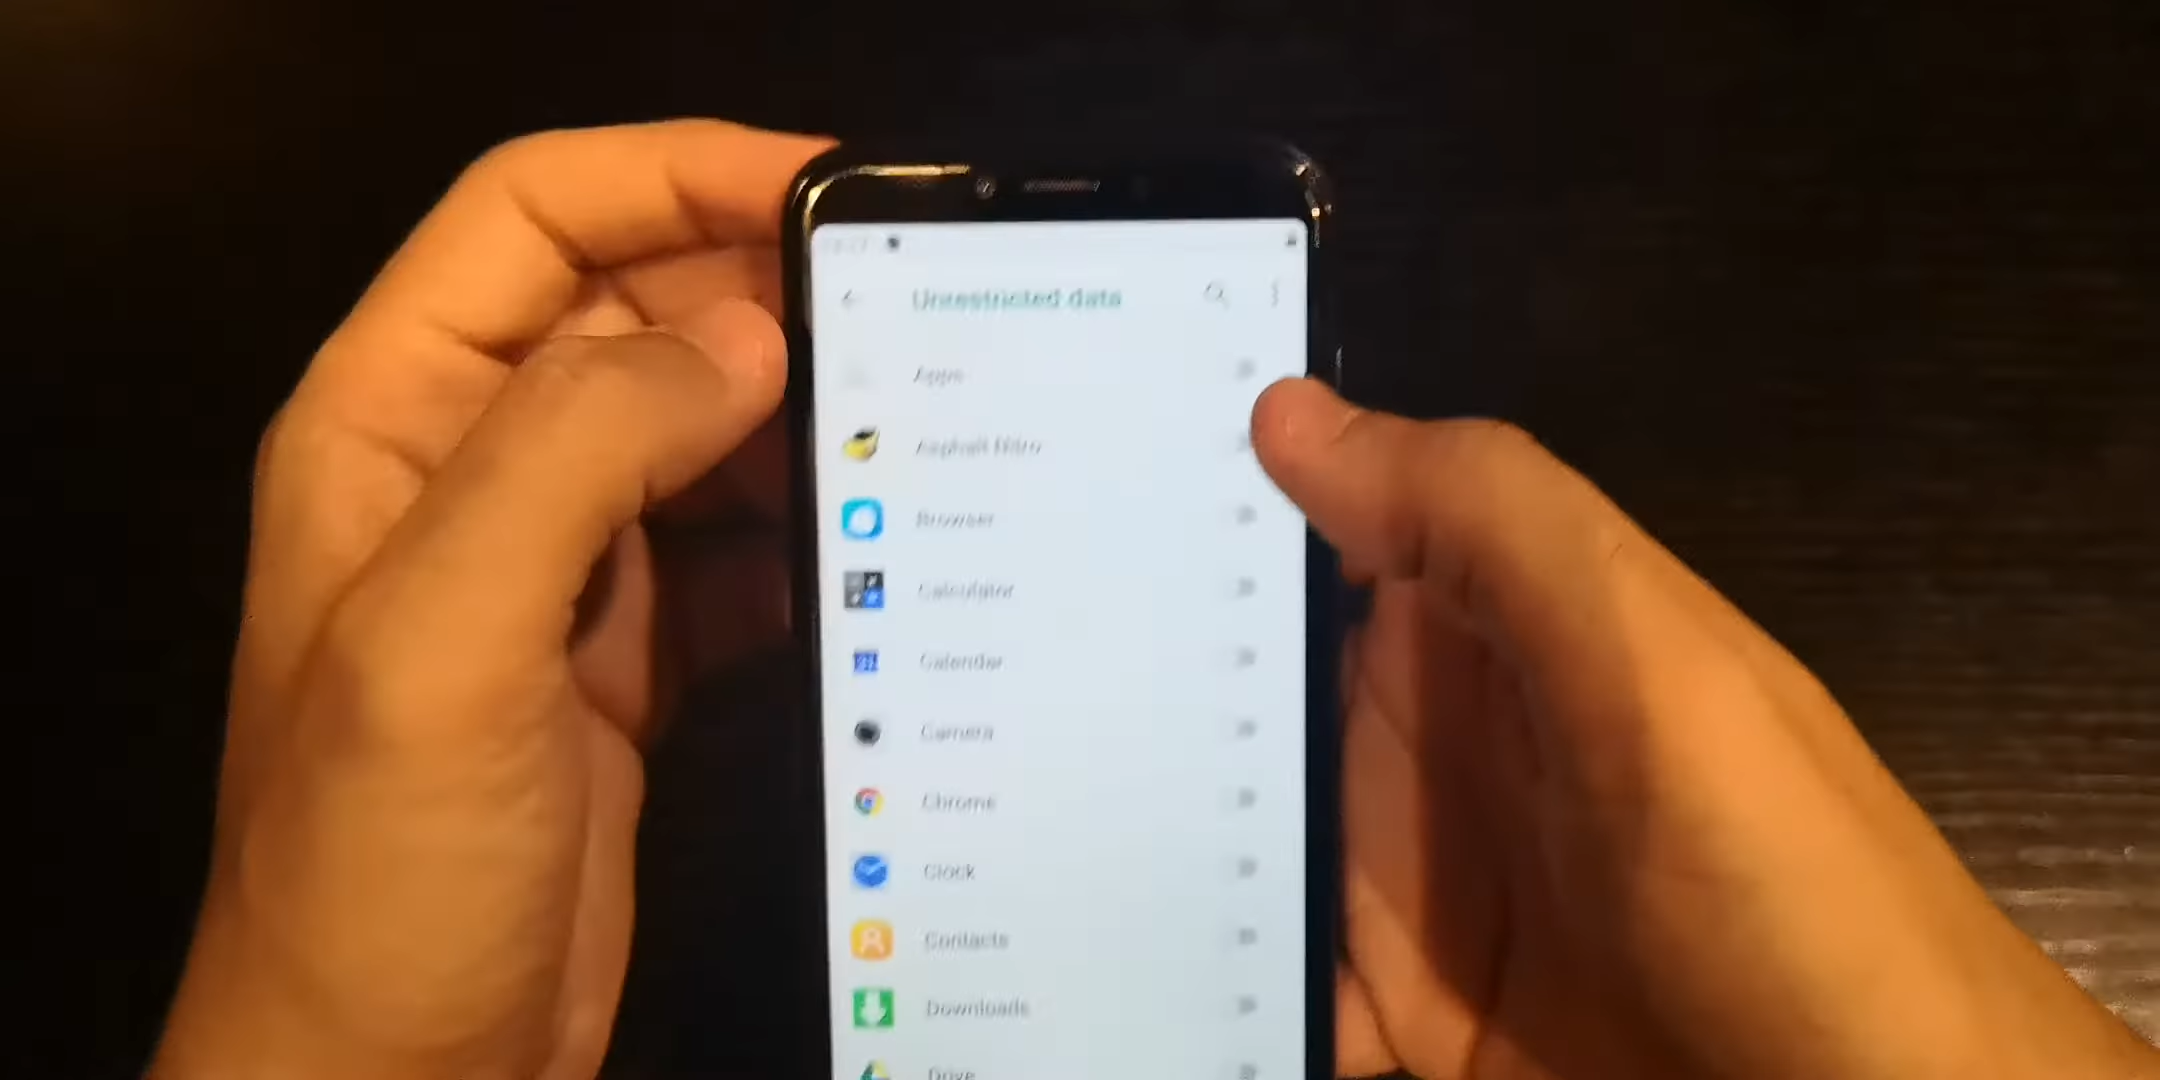 Unrestricted data
Apps
Asphalt Nitro
Browser
Calculator
Calendar
Camera
Chrome
Clock
Contacts
Downloads
Drive